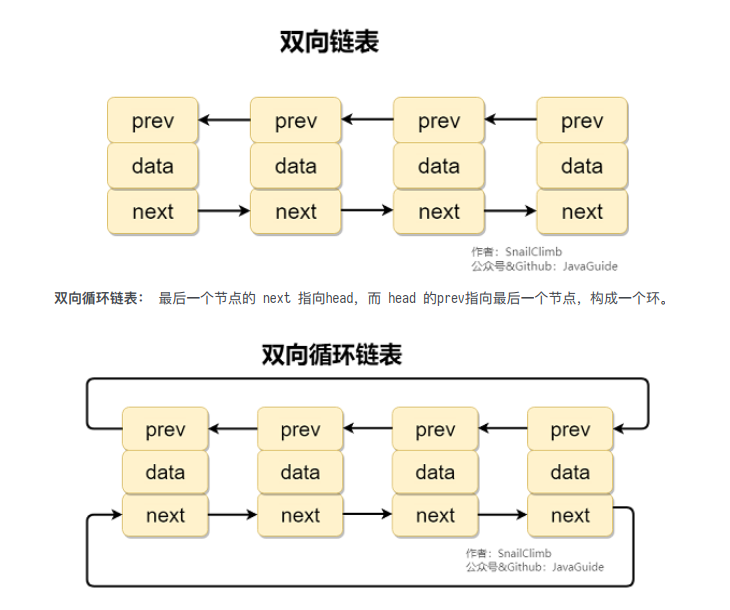 双向链表
prev prev prev prev
data data data data
next next next next
作者：SnailClimb
公众号&Github：JavaGuide
双向循环链表： 最后一个节点的 next 指向head，而 head 的prev指向最后一个节点，构成一个环。
双向循环链表
prev prev prev prev
data data data data
next next next next
作者：SnailClimb
公众号&Github：JavaGuide